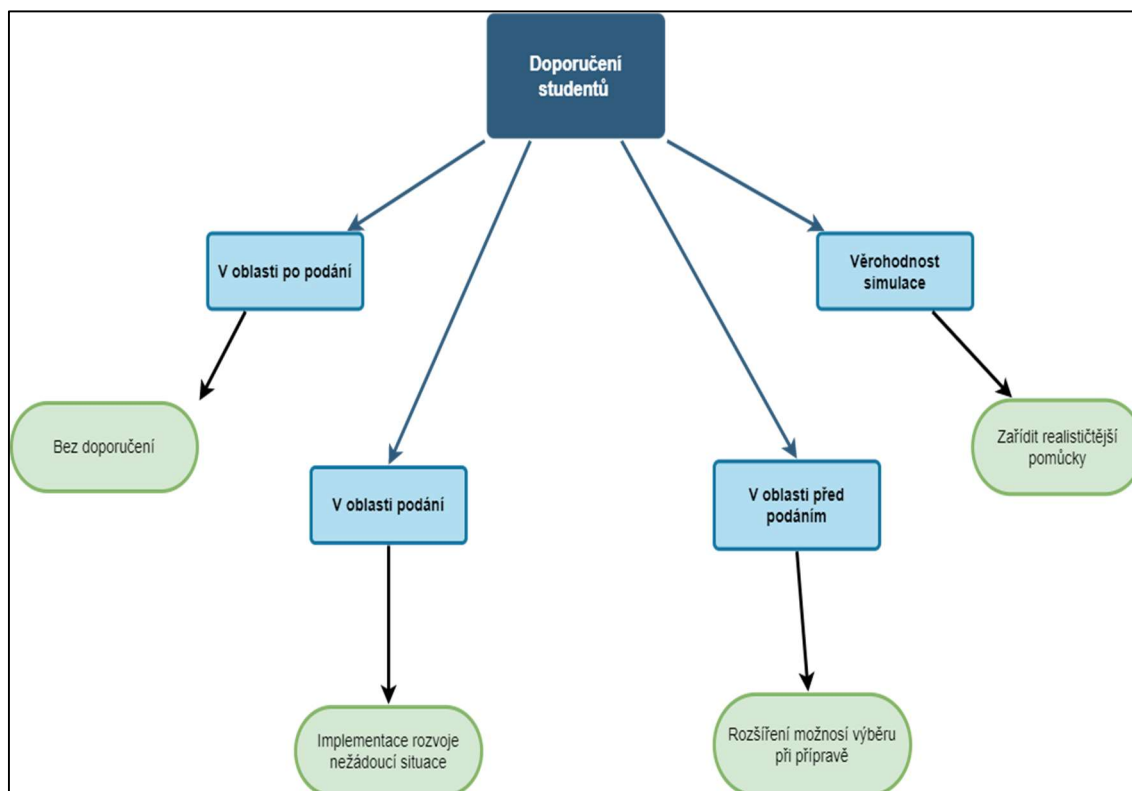 Doporučení
studentů
V oblasti po podání
Věrohodnost
simulace
Bez doporučení
Zařídit realističtější
pomůcky
V oblasti podání
V oblasti před
podáním
Implementace rozvoje
nežádoucí situace
Rozšíření možnosí výběru
při přípravě